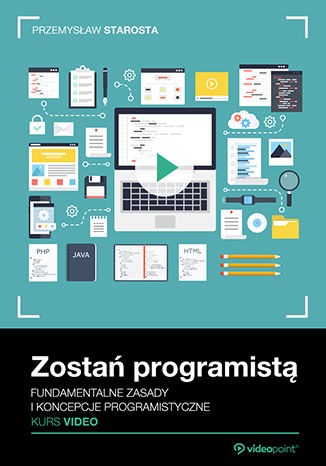 PRZEMYSŁAW STAROSTA
PHP
JAVA
HTML
Zostań programistą
FUNDAMENTALNE ZASADY
I KONCEPCJE PROGRAMISTYCZNE
KURS VIDEO
videopoint